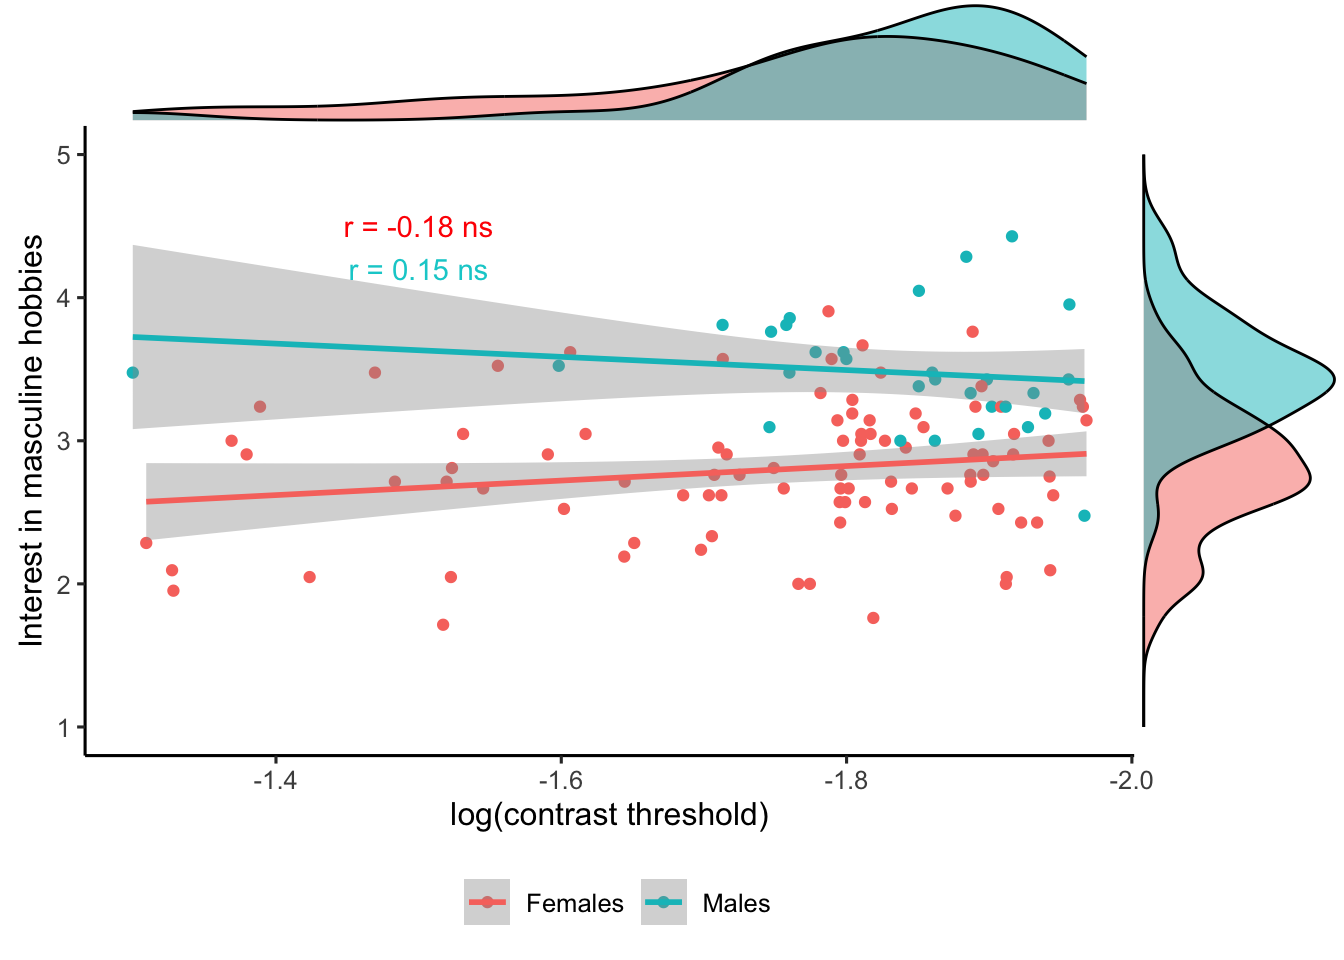 r = -0.18 ns
r = 0.15 ns
Interest in masculine hobbies
5
4
3
2
1
-1.4 -1.6 -1.8 -2.0
log(contrast threshold)
Females Males